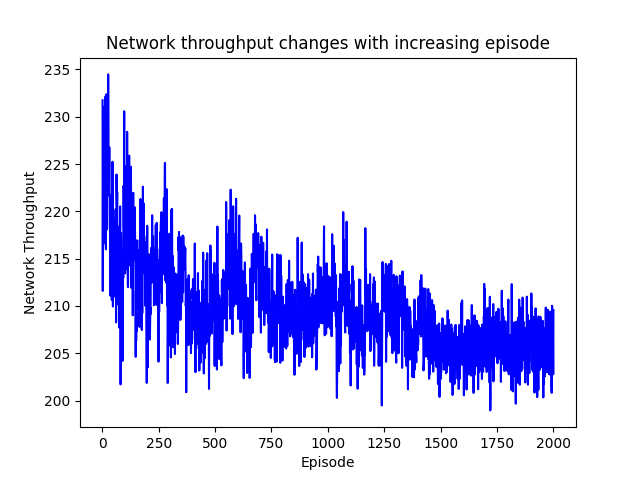 Network throughput changes with increasing episode
235
230
225
220
215
210
205
200
Network Throughput
0 250 500 750 1000 1250 1500 1750 2000
Episode